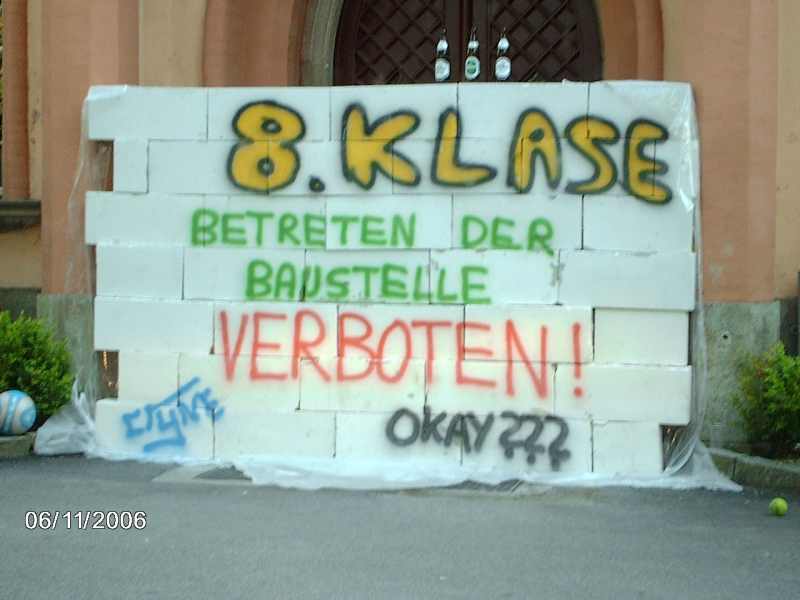 8. KLASE
BETRETEN DER
BAUSTELLE
VERBOTEN!
OKAY???
06/11/2006